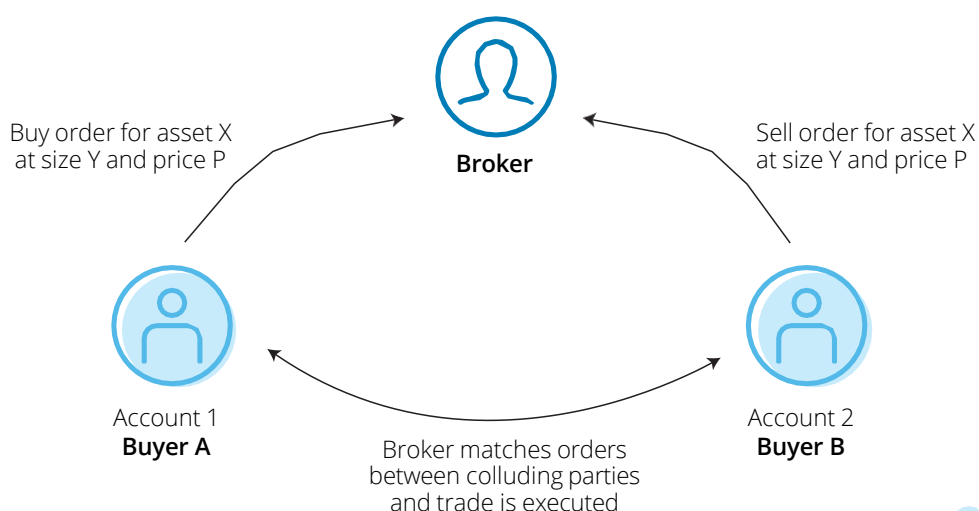 Broker
Buy order for asset X
at size Y and price P
Sell order for asset X
at size Y and price P
Account 1
Buyer A
Account 2
Buyer B
Broker matches orders
between colluding parties
and trade is executed